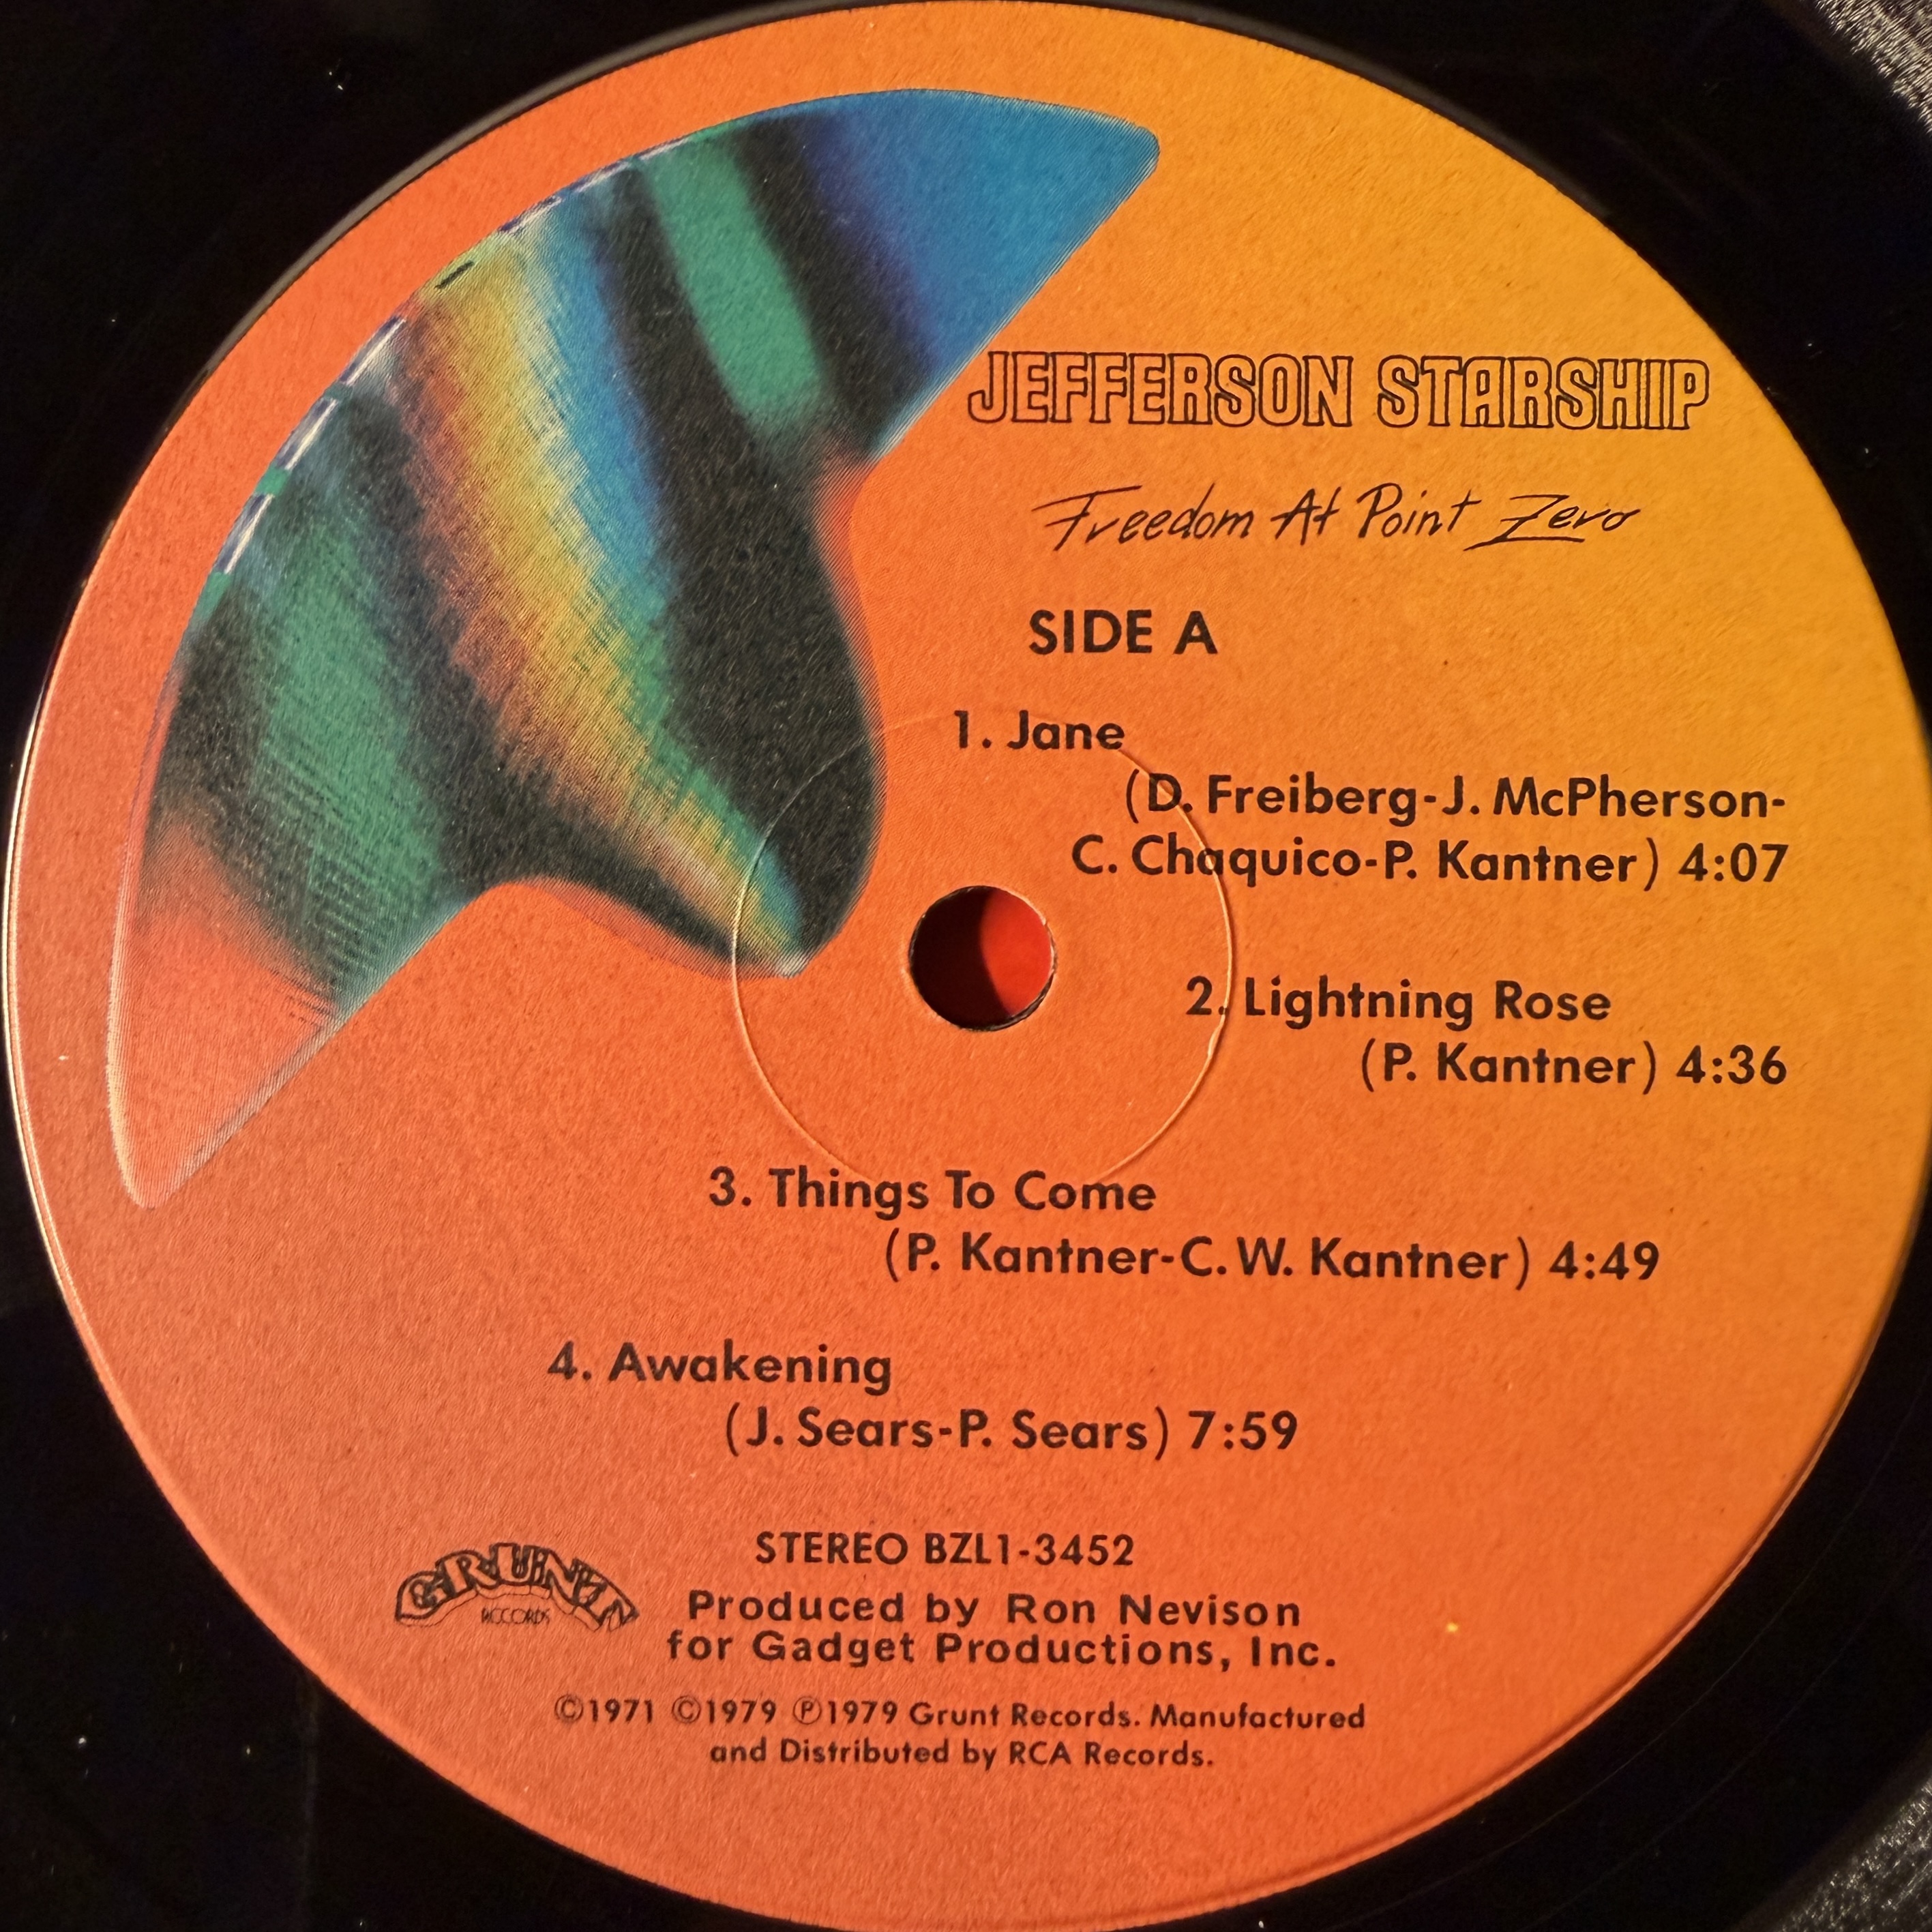 JEFFERSON STARSHIP
Freedom At Point Zero
SIDE A
1. Jane
(D. Freiberg-J. McPherson-
C. Chaquico-P. Kantner) 4:07
2. Lightning Rose
(P. Kantner) 4:36
3. Things To Come
(P. Kantner-C.W. Kantner) 4:49
4. Awakening
(J. Sears-P. Sears) 7:59
STEREO BZL1-3452
GRUNT
RECORDS
Produced by Ron Nevison
for Gadget Productions, Inc.
©1971 ©1979 ℗1979 Grunt Records. Manufactured
and Distributed by RCA Records.